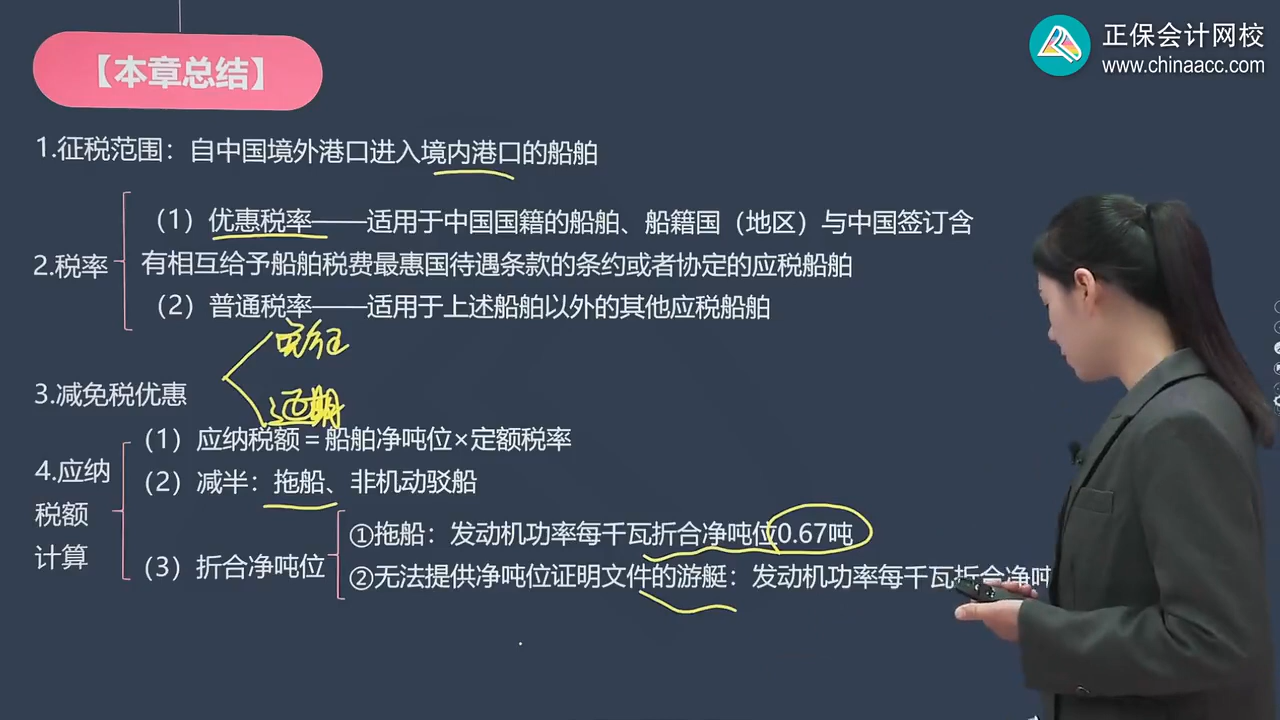 正保会计网校
www.chinaacc.com
【本章总结】
1.征税范围：自中国境外港口进入境内港口的船舶
2.税率
（1）优惠税率——适用于中国国籍的船舶、船籍国（地区）与中国签订含
有相互给予船舶税费最惠国待遇条款的条约或者协定的应税船舶
（2）普通税率——适用于上述船舶以外的其他应税船舶
3.减免税优惠
免征
延期
4.应纳
税额
计算
（1）应纳税额＝船舶净吨位×定额税率
（2）减半：拖船、非机动驳船
（3）折合净吨位
①拖船：发动机功率每千瓦折合净吨位0.67吨
②无法提供净吨位证明文件的游艇：发动机功率每千瓦折合净吨